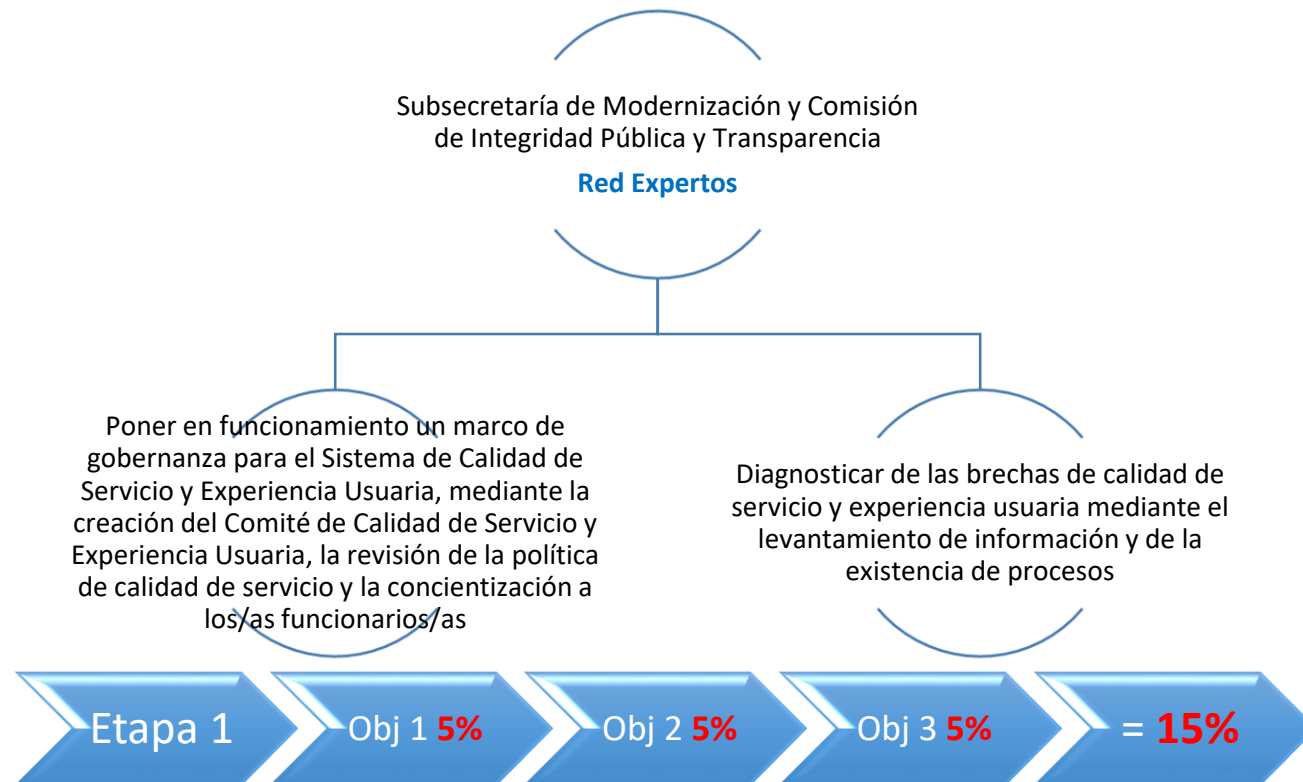 Subsecretaría de Modernización y Comisión
de Integridad Pública y Transparencia
Red Expertos
Poner en funcionamiento un marco de
gobernanza para el Sistema de Calidad de
Servicio y Experiencia Usuaria, mediante la
creación del Comité de Calidad de Servicio y
Experiencia Usuaria, la revisión de la política
de calidad de servicio y la concientización a
los/as funcionarios/as
Diagnosticar de las brechas de calidad de
servicio y experiencia usuaria mediante el
levantamiento de información y de la
existencia de procesos
Etapa 1
Obj 1 5%
Obj 2 5%
Obj 3 5%
= 15%